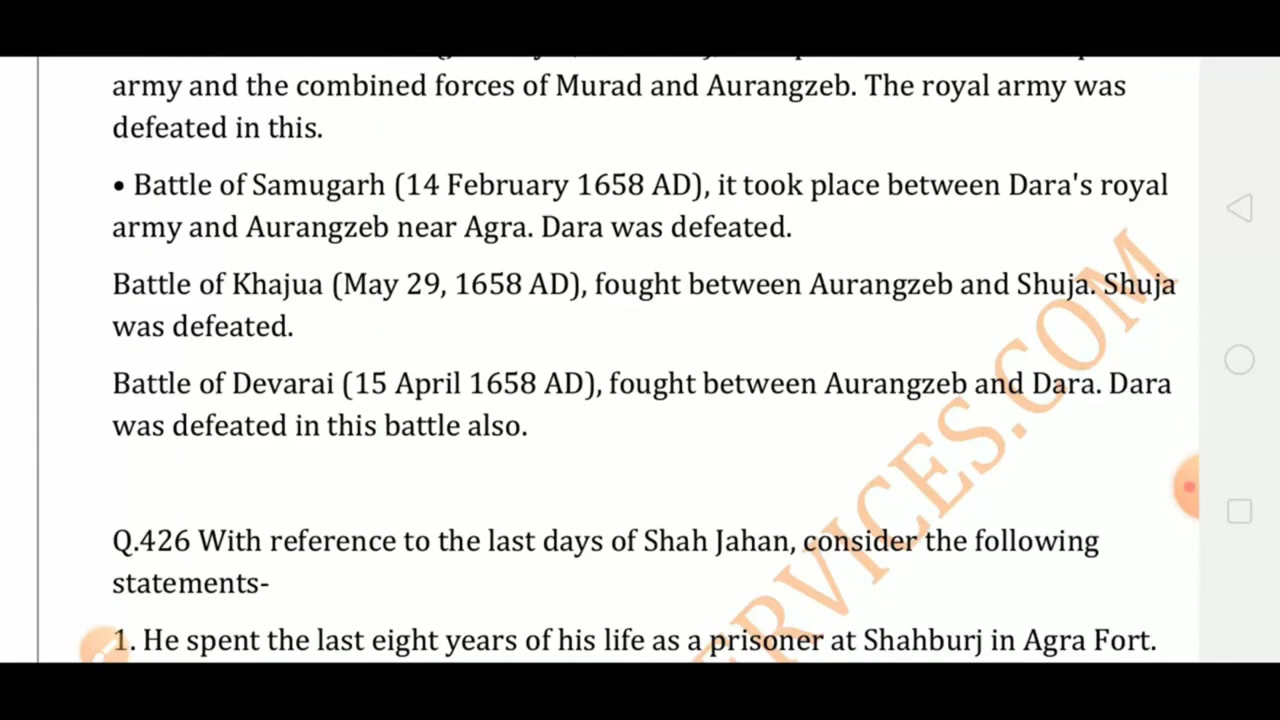 army and the combined forces of Murad and Aurangzeb. The royal army was
defeated in this.
• Battle of Samugarh (14 February 1658 AD), it took place between Dara's royal
army and Aurangzeb near Agra. Dara was defeated.
Battle of Khajua (May 29, 1658 AD), fought between Aurangzeb and Shuja. Shuja
was defeated.
Battle of Devarai (15 April 1658 AD), fought between Aurangzeb and Dara. Dara
was defeated in this battle also.
Q.426 With reference to the last days of Shah Jahan, consider the following
statements-
1. He spent the last eight years of his life as a prisoner at Shahburj in Agra Fort.
ERVICES.COM